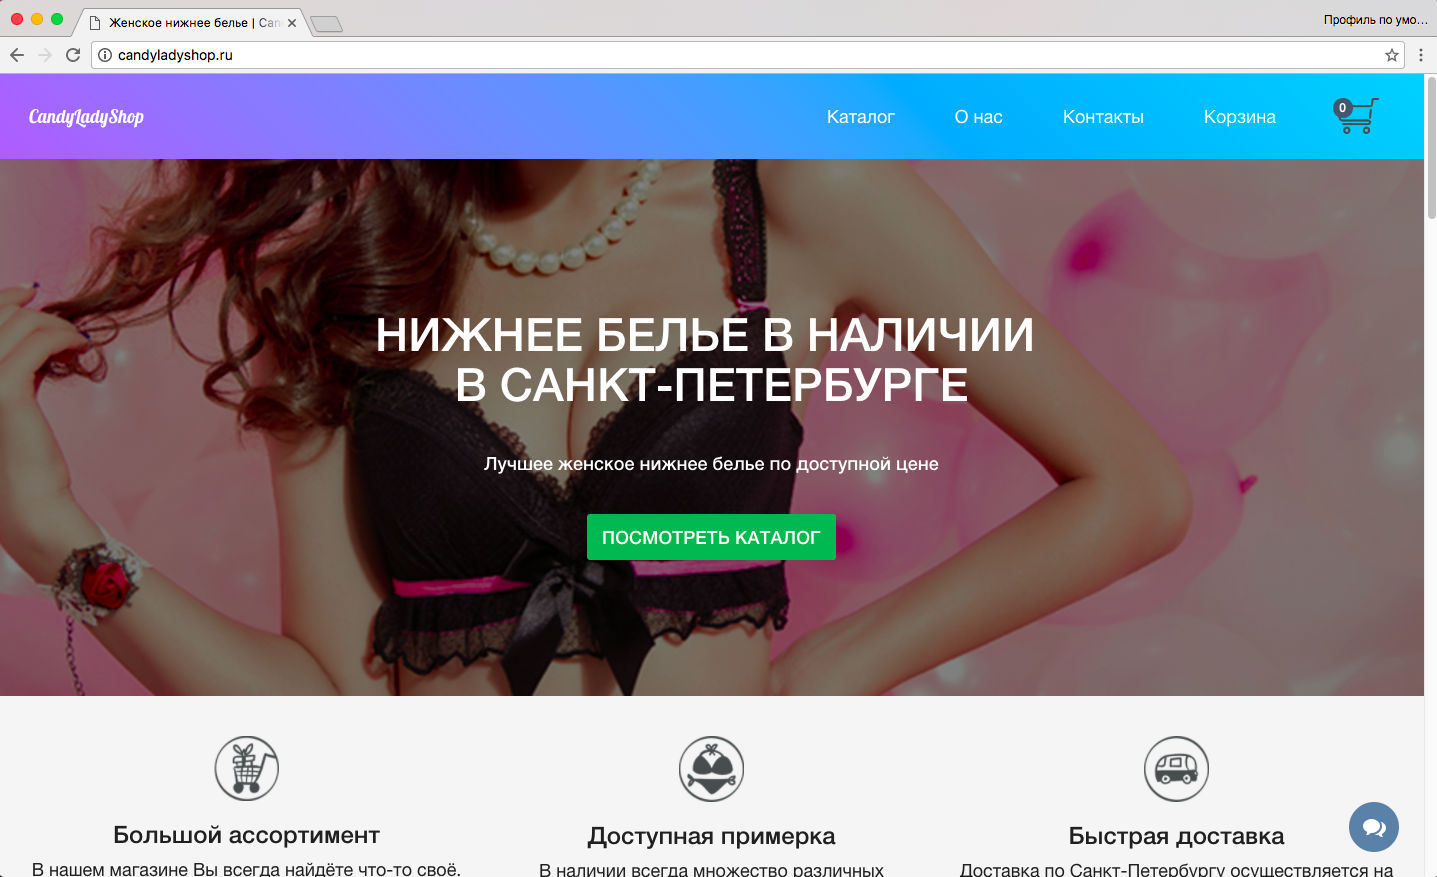 Женское нижнее белье | Can
Профиль по умо...
candyladyshop.ru
CandyLadyShop
Каталог
О нас
Контакты
Корзина
0
НИЖНЕЕ БЕЛЬЕ В НАЛИЧИИ
В САНКТ-ПЕТЕРБУРГЕ
Лучшее женское нижнее белье по доступной цене
ПОСМОТРЕТЬ КАТАЛОГ
Большой ассортимент
В нашем магазине Вы всегда найдёте что-то своё.
Доступная примерка
В наличии всегда множество различных
Быстрая доставка
Доставка по Санкт-Петербургу осуществляется на